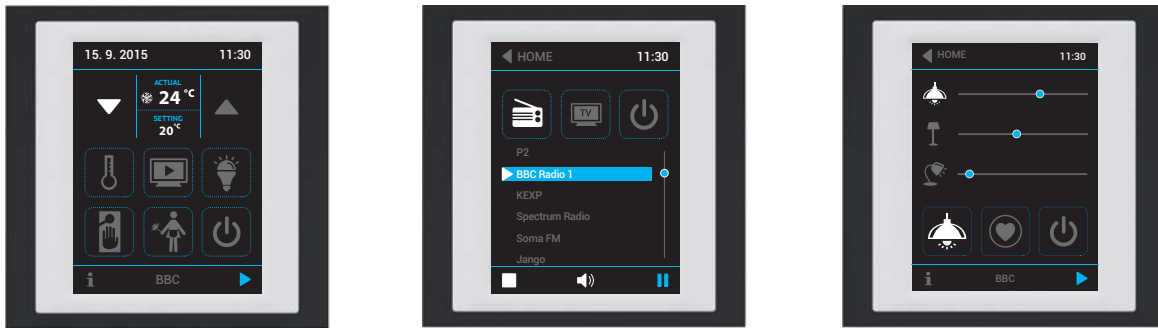 15. 9. 2015 11:30
ACTUAL
24 °C
SETTING
20°C
i BBC
HOME 11:30
TV
P2
BBC Radio 1
KEXP
Spectrum Radio
Soma FM
Jango
HOME 11:30
i BBC